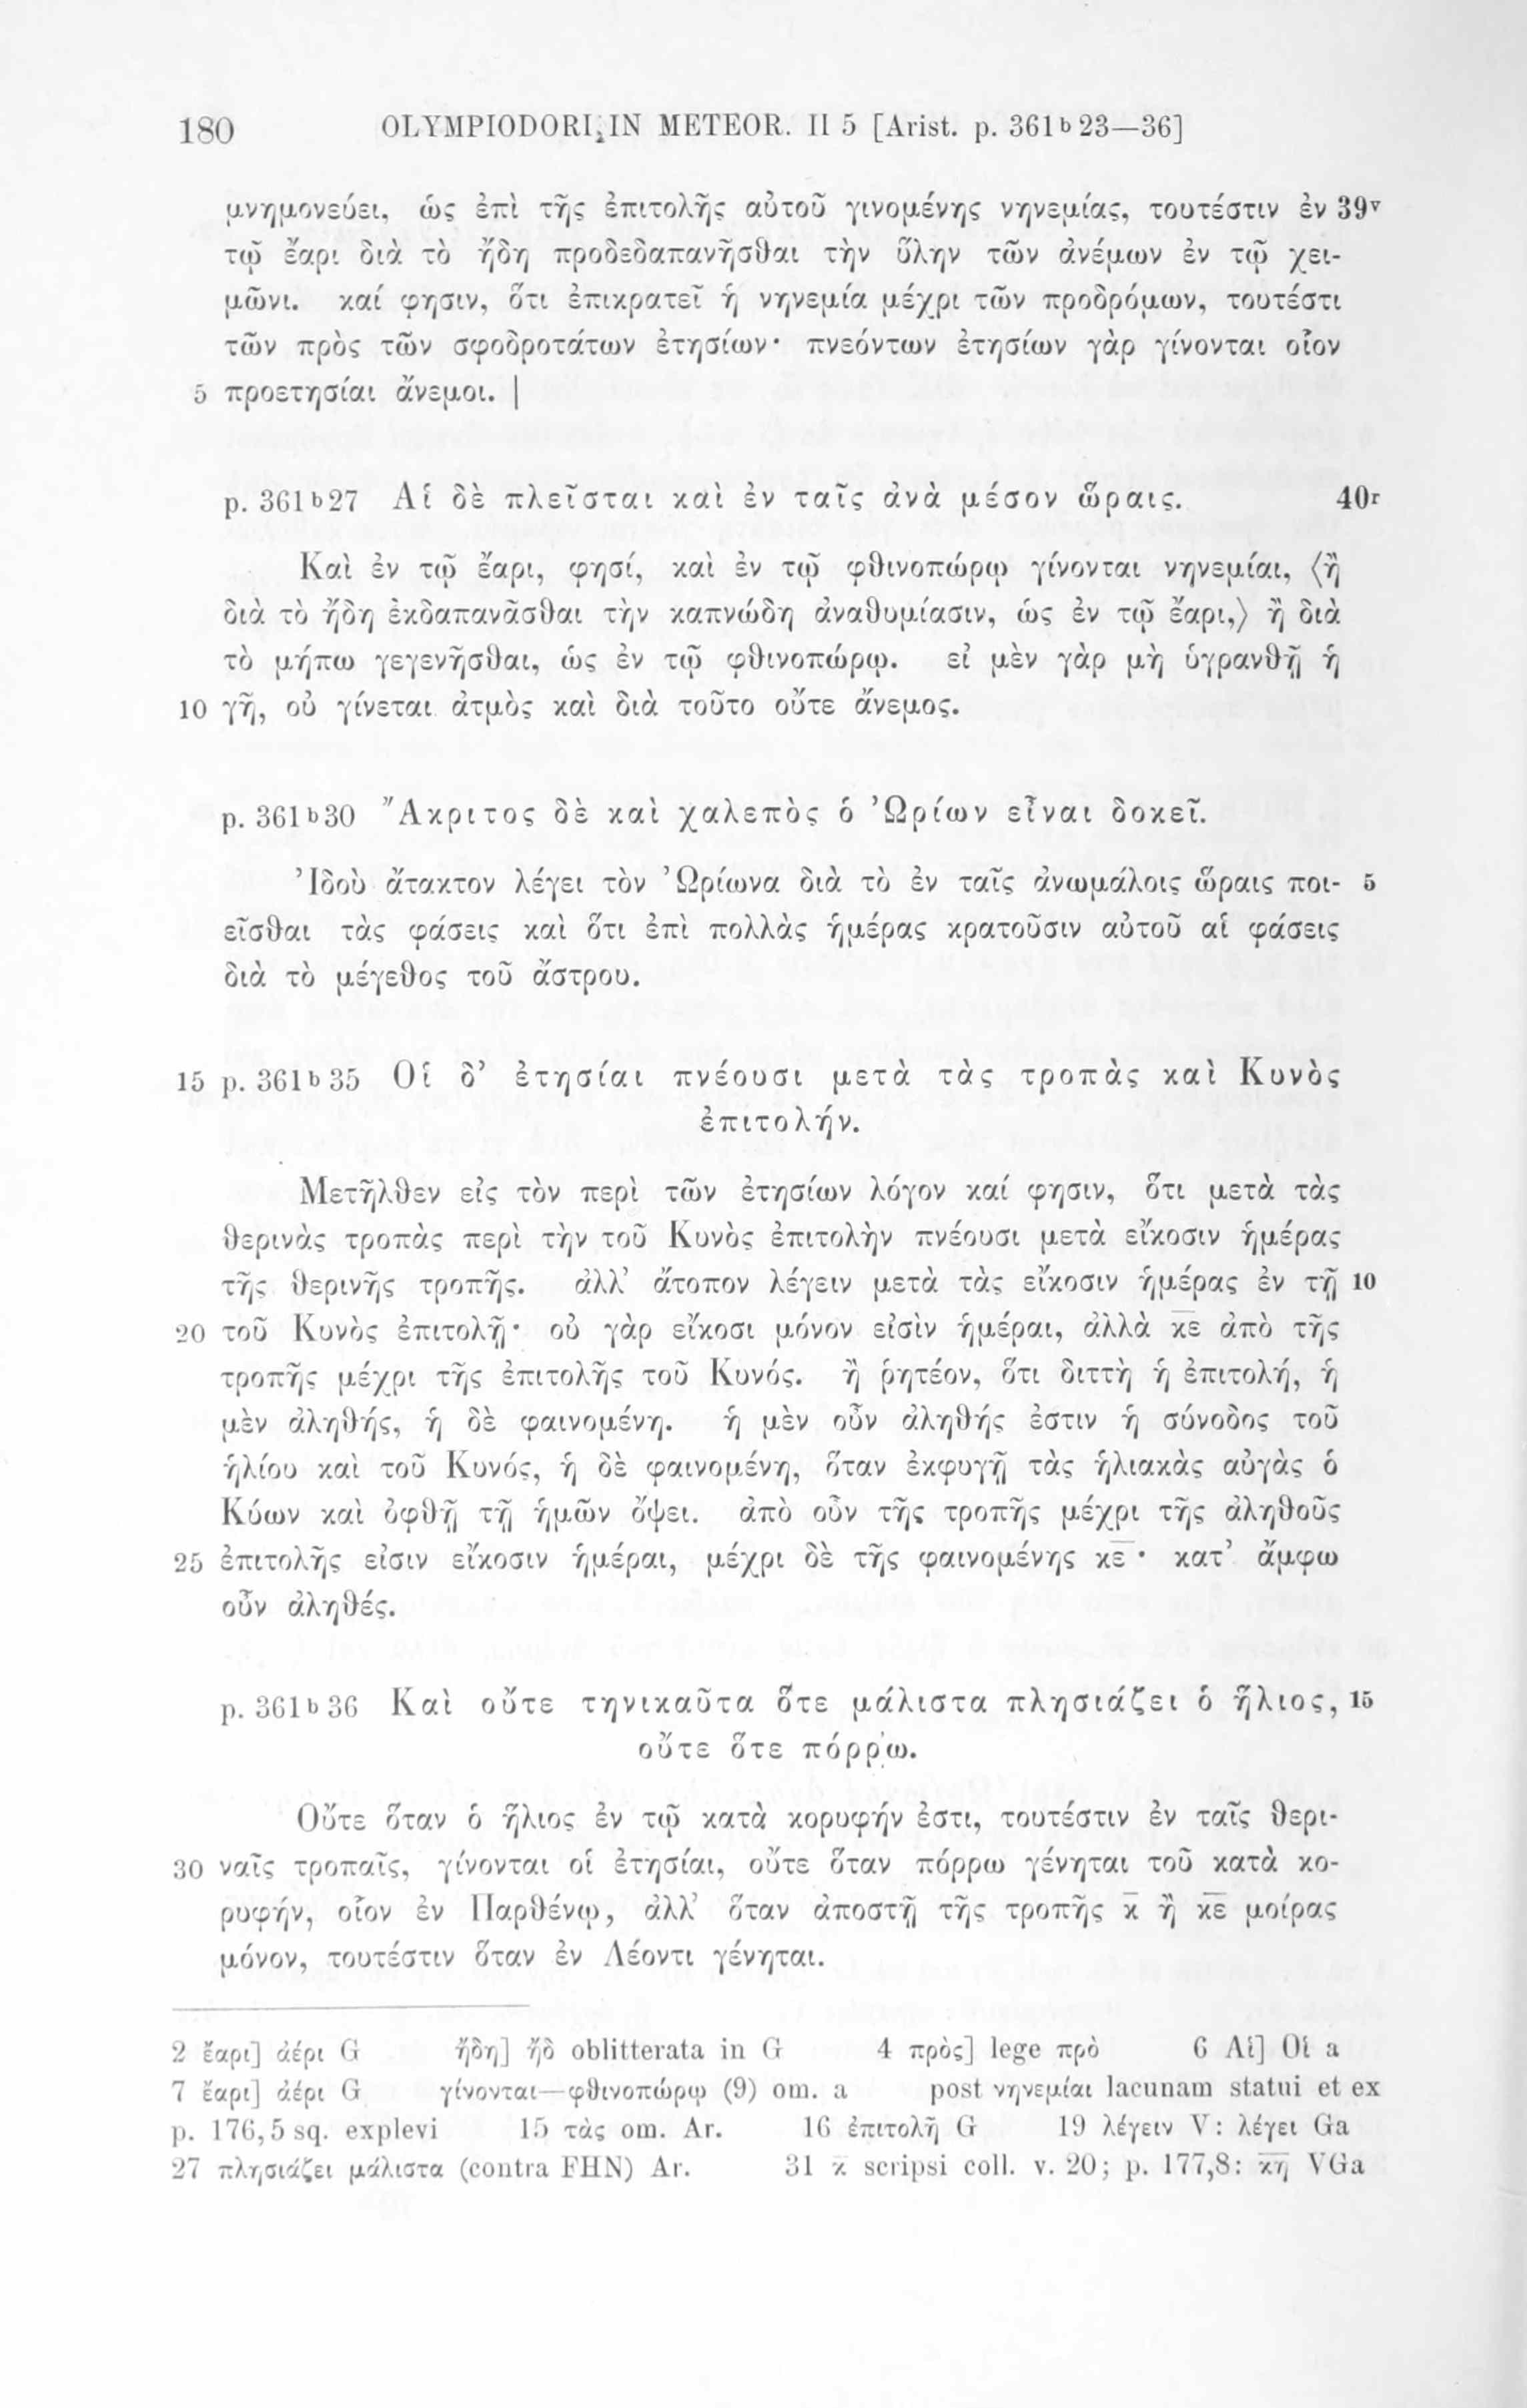 180 OLYMPIODORI IN METEOR. II 5 [Arist. p. 361b 23—36]
μνημονεύει, ὡς ἐπὶ τῆς ἐπιτολῆς αὐτοῦ γινομένης νηνεμίας, τουτέστιν ἐν 39v
τῷ ἔαρι διὰ τὸ ἤδη προδεδαπανῆσθαι τὴν ὕλην τῶν ἀνέμων ἐν τῷ χει-
μῶνι. καί φησιν, ὅτι ἐπικρατεῖ ἡ νηνεμία μέχρι τῶν προδρόμων, τουτέστι
τῶν πρὸς τῶν σφοδροτάτων ἐτησίων· πνεόντων ἐτησίων γὰρ γίνονται οἷον
5 προετησίαι ἄνεμοι. |
p. 361b27 Αἱ δὲ πλεῖσται καὶ ἐν ταῖς ἀνὰ μέσον ὥραις. 40r
Καὶ ἐν τῷ ἔαρι, φησί, καὶ ἐν τῷ φθινοπώρῳ γίνονται νηνεμίαι, ⟨ἢ
διὰ τὸ ἤδη ἐκδαπανᾶσθαι τὴν καπνώδη ἀναθυμίασιν, ὡς ἐν τῷ ἔαρι,⟩ ἢ διὰ
τὸ μήπω γεγενῆσθαι, ὡς ἐν τῷ φθινοπώρῳ. εἰ μὲν γὰρ μὴ ὑγρανθῇ ἡ
10 γῆ, οὐ γίνεται ἀτμὸς καὶ διὰ τοῦτο οὔτε ἄνεμος.
p. 361b30 Ἄκριτος δὲ καὶ χαλεπὸς ὁ Ὠρίων εἶναι δοκεῖ.
Ἰδοὺ ἄτακτον λέγει τὸν Ὠρίωνα διὰ τὸ ἐν ταῖς ἀνωμάλοις ὥραις ποι- 5
εῖσθαι τὰς φάσεις καὶ ὅτι ἐπὶ πολλὰς ἡμέρας κρατοῦσιν αὐτοῦ αἱ φάσεις
διὰ τὸ μέγεθος τοῦ ἄστρου.
15 p. 361b35 Οἱ δ’ ἐτησίαι πνέουσι μετὰ τὰς τροπὰς καὶ Κυνὸς
ἐπιτολήν.
Μετῆλθεν εἰς τὸν περὶ τῶν ἐτησίων λόγον καί φησιν, ὅτι μετὰ τὰς
θερινὰς τροπὰς περὶ τὴν τοῦ Κυνὸς ἐπιτολὴν πνέουσι μετὰ εἴκοσιν ἡμέρας
τῆς θερινῆς τροπῆς. ἀλλ’ ἄτοπον λέγειν μετὰ τὰς εἴκοσιν ἡμέρας ἐν τῇ 10
20 τοῦ Κυνὸς ἐπιτολῇ· οὐ γὰρ εἴκοσι μόνον εἰσὶν ἡμέραι, ἀλλὰ κ̅ε̅ ἀπὸ τῆς
τροπῆς μέχρι τῆς ἐπιτολῆς τοῦ Κυνός. ἢ ῥητέον, ὅτι διττὴ ἡ ἐπιτολή, ἡ
μὲν ἀληθής, ἡ δὲ φαινομένη. ἡ μὲν οὖν ἀληθής ἐστιν ἡ σύνοδος τοῦ
ἡλίου καὶ τοῦ Κυνός, ἡ δὲ φαινομένη, ὅταν ἐκφυγῇ τὰς ἡλιακὰς αὐγὰς ὁ
Κύων καὶ ὀφθῇ τῇ ἡμῶν ὄψει. ἀπὸ οὖν τῆς τροπῆς μέχρι τῆς ἀληθοῦς
25 ἐπιτολῆς εἰσιν εἴκοσιν ἡμέραι, μέχρι δὲ τῆς φαινομένης κ̅ε̅· κατ’ ἄμφω
οὖν ἀληθές.
p. 361b36 Καὶ οὔτε τηνικαῦτα ὅτε μάλιστα πλησιάζει ὁ ἥλιος, 15
οὔτε ὅτε πόρρω.
Οὔτε ὅταν ὁ ἥλιος ἐν τῷ κατὰ κορυφήν ἐστι, τουτέστιν ἐν ταῖς θερι-
30 ναῖς τροπαῖς, γίνονται οἱ ἐτησίαι, οὔτε ὅταν πόρρω γένηται τοῦ κατὰ κο-
ρυφήν, οἷον ἐν Παρθένῳ, ἀλλ’ ὅταν ἀποστῇ τῆς τροπῆς κ̅ ἢ κ̅ε̅ μοίρας
μόνον, τουτέστιν ὅταν ἐν Λέοντι γένηται.
2 ἔαρι] ἀέρι G ἤδη] ἤδ oblitterata in G 4 πρὸς] lege πρὸ 6 Αἱ] Οἱ a
7 ἔαρι] ἀέρι G γίνονται—φθινοπώρῳ (9) om. a post νηνεμίαι lacunam statui et ex
p. 176,5 sq. explevi 15 τὰς om. Ar. 16 ἐπιτολῇ G 19 λέγειν V: λέγει Ga
27 πλησιάζει μάλιστα (contra FHN) Ar. 31 κ̅ scripsi coll. v. 20; p. 177,8: κ̅η̅ VGa